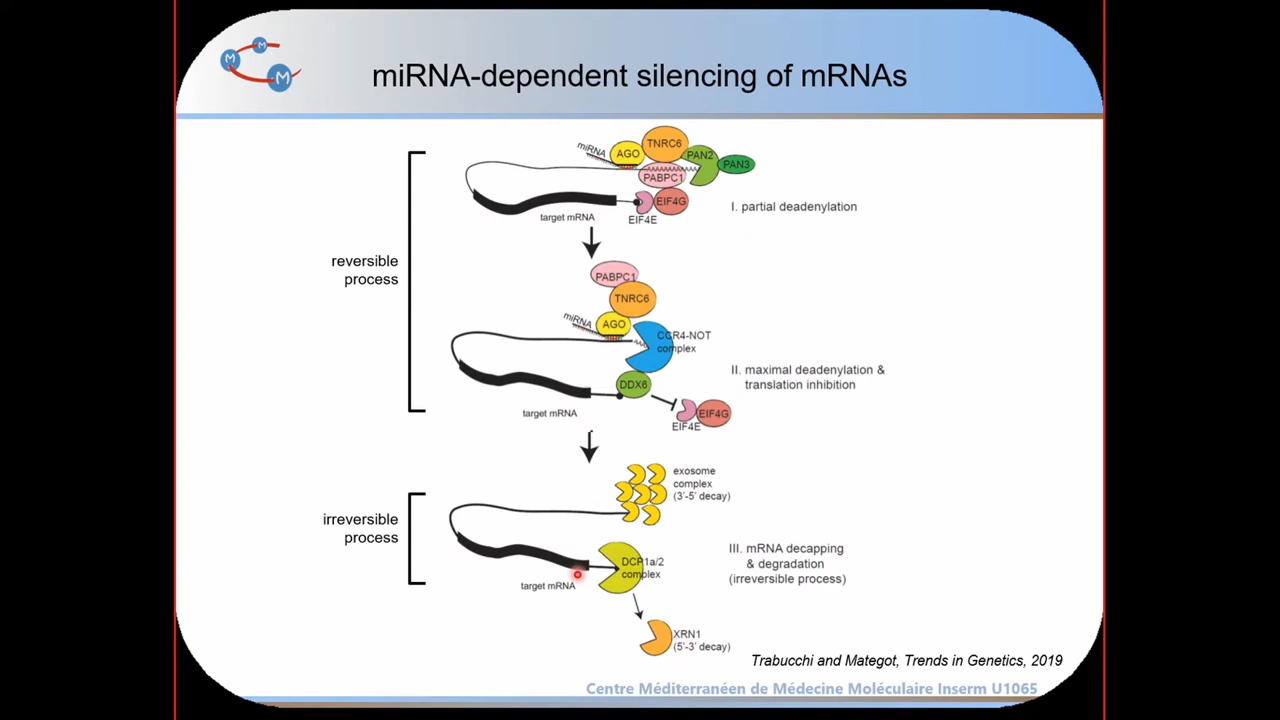 M
M
M
miRNA-dependent silencing of mRNAs
miRNA
AGO
TNRC6
PAN2
PAN3
PABPC1
EIF4G
EIF4E
target mRNA
I. partial deadenylation
reversible
process
PABPC1
TNRC6
miRNA
AGO
CCR4-NOT
complex
DDX6
EIF4G
EIF4E
target mRNA
II. maximal deadenylation &
translation inhibition
exosome
complex
(3'-5' decay)
irreversible
process
DCP1a/2
complex
target mRNA
III. mRNA decapping
& degradation
(irreversible process)
XRN1
(5'-3' decay)
Trabucchi and Mategot, Trends in Genetics, 2019
Centre Méditerranéen de Médecine Moléculaire Inserm U1065